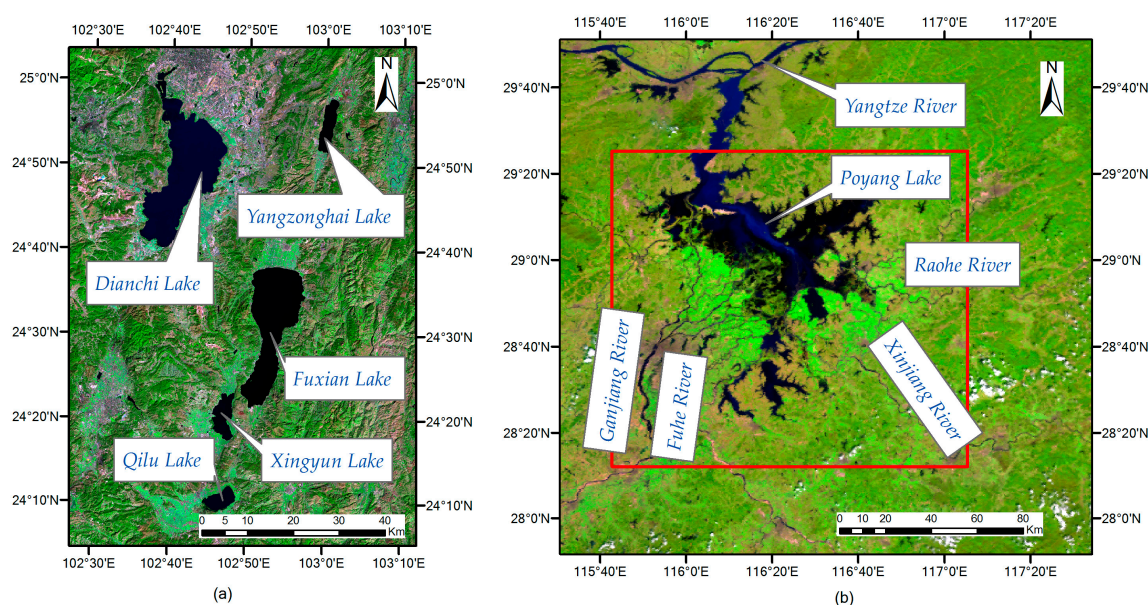 102°30'E 102°40'E 102°50'E 103°0'E 103°10'E
25°0'N 25°0'N
24°50'N 24°50'N
24°40'N 24°40'N
24°30'N 24°30'N
24°20'N 24°20'N
24°10'N 24°10'N
N
Yangzonghai Lake
Dianchi Lake
Fuxian Lake
Xingyun Lake
Qilu Lake
0 5 10 20 30 40
Km
102°30'E 102°40'E 102°50'E 103°0'E 103°10'E
(a)
115°40'E 116°0'E 116°20'E 116°40'E 117°0'E 117°20'E
29°40'N 29°40'N
29°20'N 29°20'N
29°0'N 29°0'N
28°40'N 28°40'N
28°20'N 28°20'N
28°0'N 28°0'N
N
Yangtze River
Poyang Lake
Raohe River
Ganjiang River
Fuhe River
Xinjiang River
0 10 20 40 60 80
Km
115°40'E 116°0'E 116°20'E 116°40'E 117°0'E 117°20'E
(b)